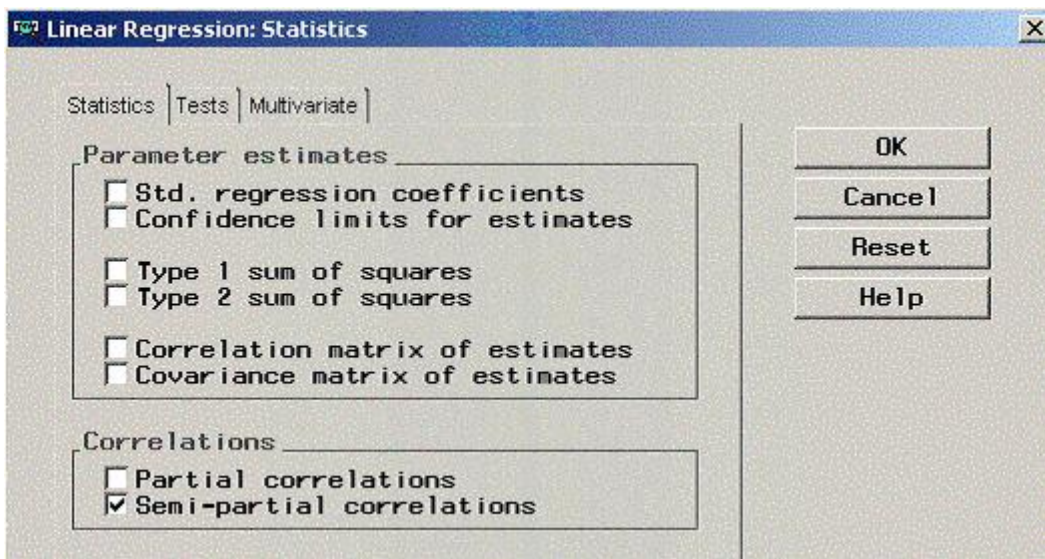 Linear Regression: Statistics
Statistics Tests Multivariate
Parameter estimates
Std. regression coefficients
Confidence limits for estimates
Type 1 sum of squares
Type 2 sum of squares
Correlation matrix of estimates
Covariance matrix of estimates
Correlations
Partial correlations
Semi-partial correlations
OK
Cancel
Reset
Help